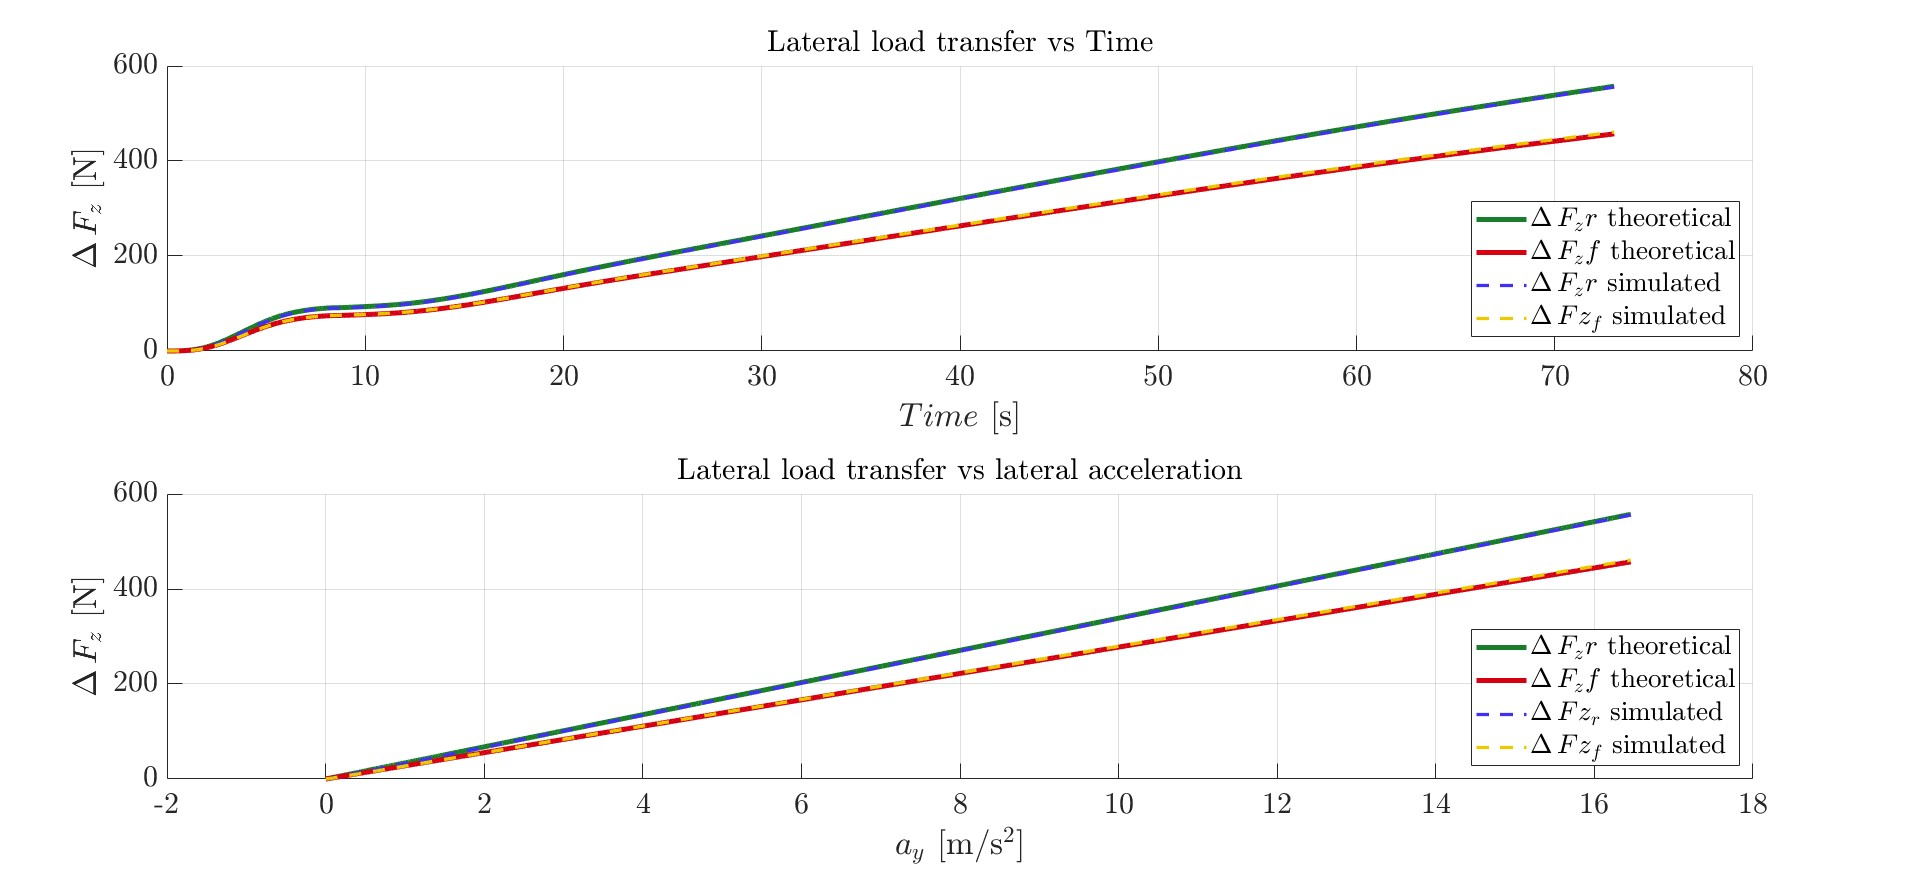 Lateral load transfer vs Time
600
400
200
0
Δ F_z [N]
0 10 20 30 40 50 60 70 80
Time [s]
Δ F_z r theoretical
Δ F_z f theoretical
Δ F_z r simulated
Δ Fz_f simulated
Lateral load transfer vs lateral acceleration
600
400
200
0
Δ F_z [N]
-2 0 2 4 6 8 10 12 14 16 18
a_y [m/s²]
Δ F_z r theoretical
Δ F_z f theoretical
Δ Fz_r simulated
Δ Fz_f simulated